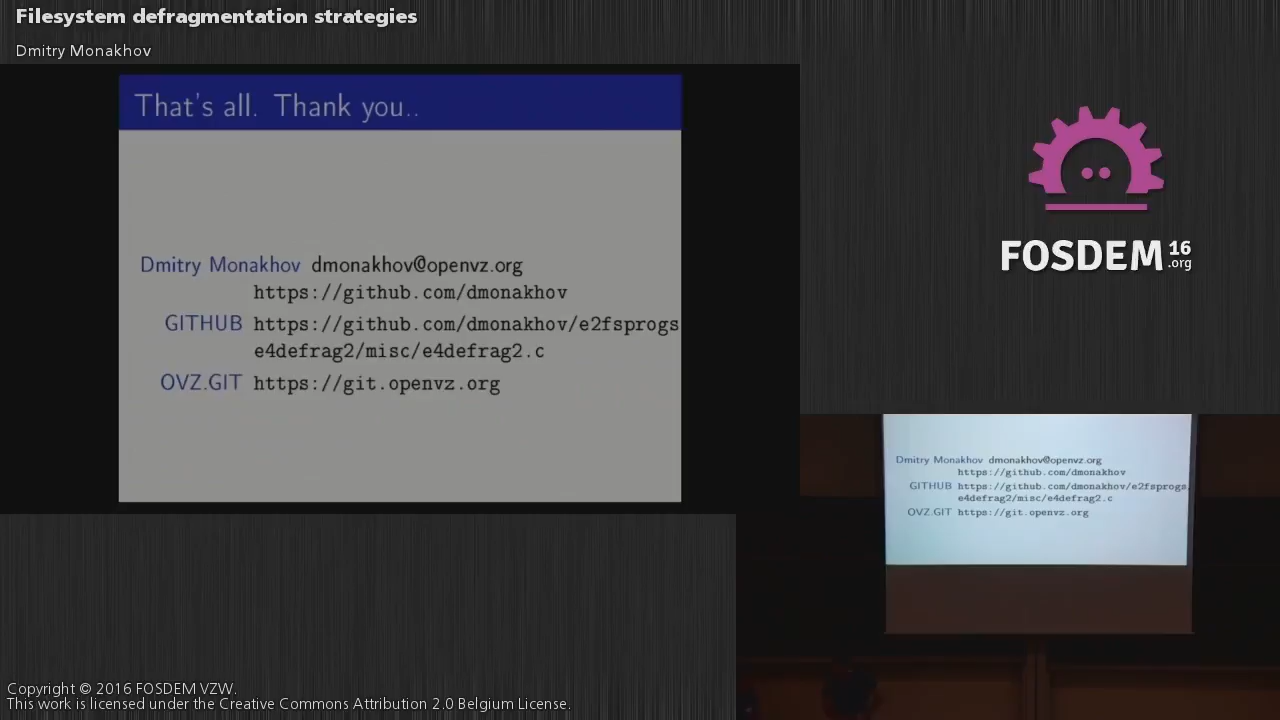 Filesystem defragmentation strategies
Dmitry Monakhov
That's all. Thank you..
Dmitry Monakhov dmonakhov@openvz.org
https://github.com/dmonakhov
GITHUB https://github.com/dmonakhov/e2fsprogs
e4defrag2/misc/e4defrag2.c
OVZ.GIT https://git.openvz.org
FOSDEM 16 .org
Dmitry Monakhov dmonakhov@openvz.org
https://github.com/dmonakhov
GITHUB https://github.com/dmonakhov/e2fsprogs
e4defrag2/misc/e4defrag2.c
OVZ.GIT https://git.openvz.org
Copyright © 2016 FOSDEM VZW.
This work is licensed under the Creative Commons Attribution 2.0 Belgium License.